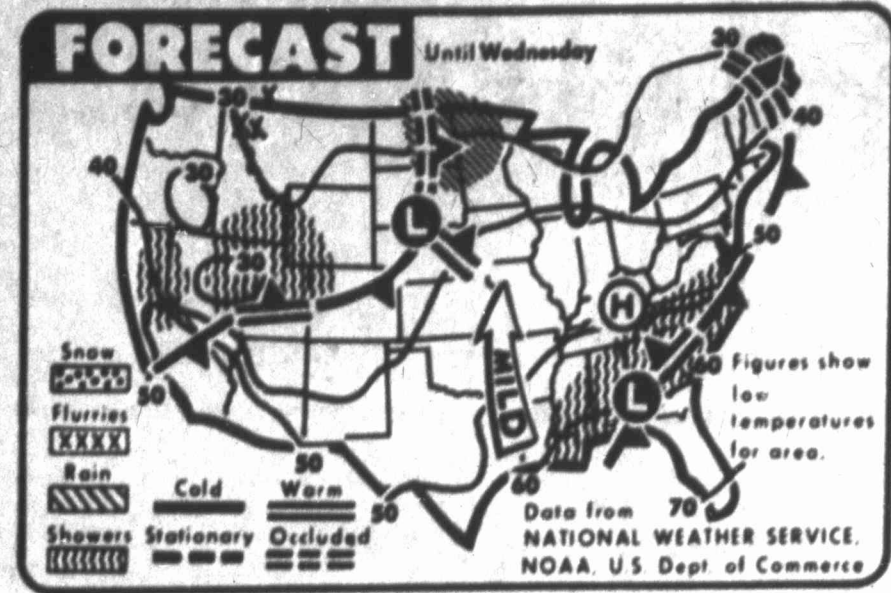 FORECAST
Until Wednesday
30
40
30
X
XX
40
30
50
30
L
H
MILD
L
60
50
50
50
60
70
Snow
Flurries
XXXX
Rain
Showers
Cold
Warm
Stationary
Occluded
Figures show
low
temperatures
for area.
Data from
NATIONAL WEATHER SERVICE,
NOAA, U.S. Dept. of Commerce